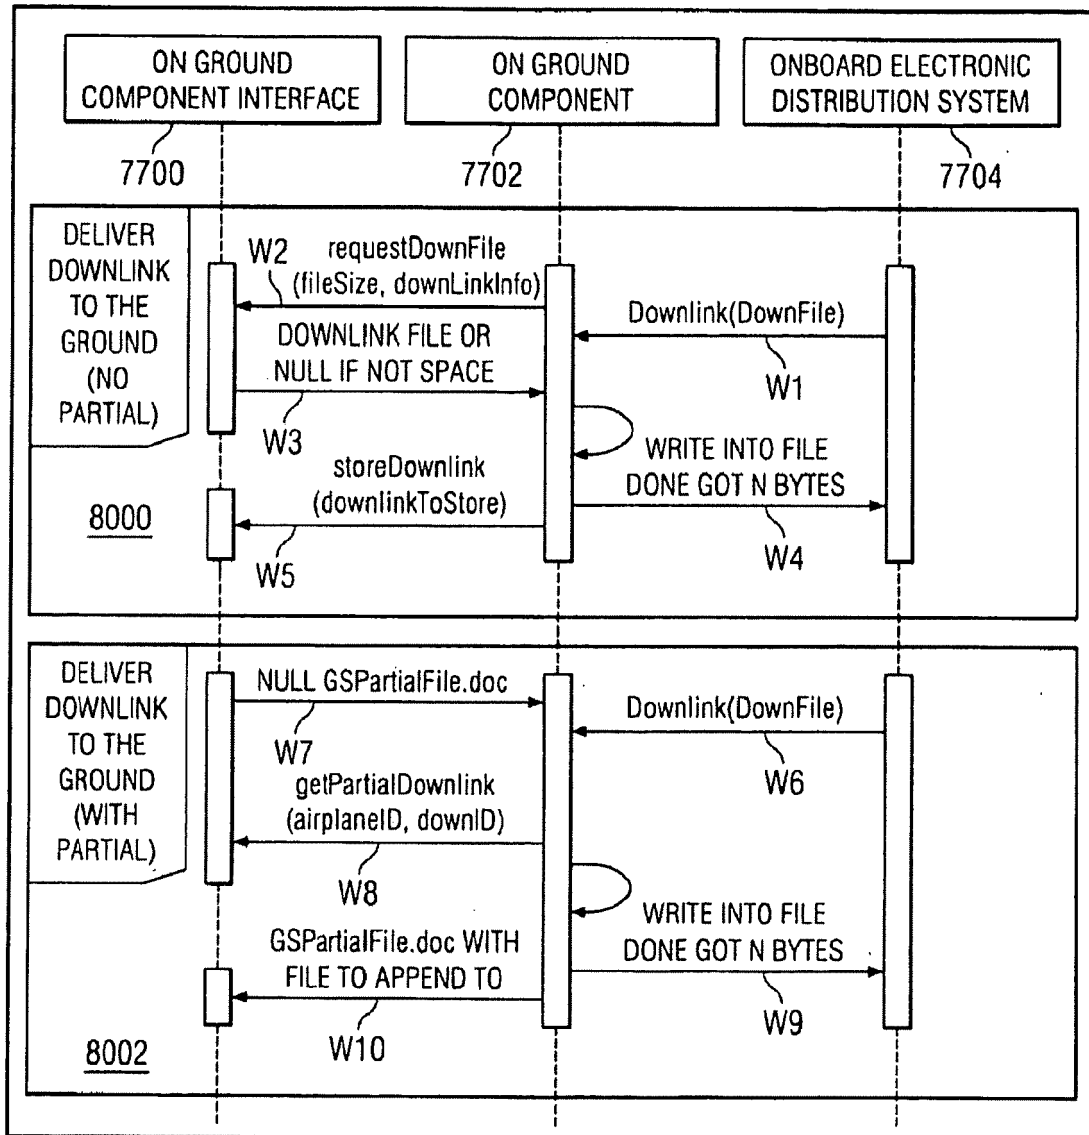 ON GROUND
COMPONENT INTERFACE
ON GROUND
COMPONENT
ONBOARD ELECTRONIC
DISTRIBUTION SYSTEM
7700
7702
7704
DELIVER
DOWNLINK
TO THE
GROUND
(NO
PARTIAL)
8000
W2
requestDownFile
(fileSize, downLinkInfo)
Downlink(DownFile)
W1
DOWNLINK FILE OR
NULL IF NOT SPACE
W3
WRITE INTO FILE
DONE GOT N BYTES
W4
storeDownlink
(downlinkToStore)
W5
DELIVER
DOWNLINK
TO THE
GROUND
(WITH
PARTIAL)
8002
NULL GSPartialFile.doc
W7
Downlink(DownFile)
W6
getPartialDownlink
(airplaneID, downID)
W8
WRITE INTO FILE
DONE GOT N BYTES
W9
GSPartialFile.doc WITH
FILE TO APPEND TO
W10